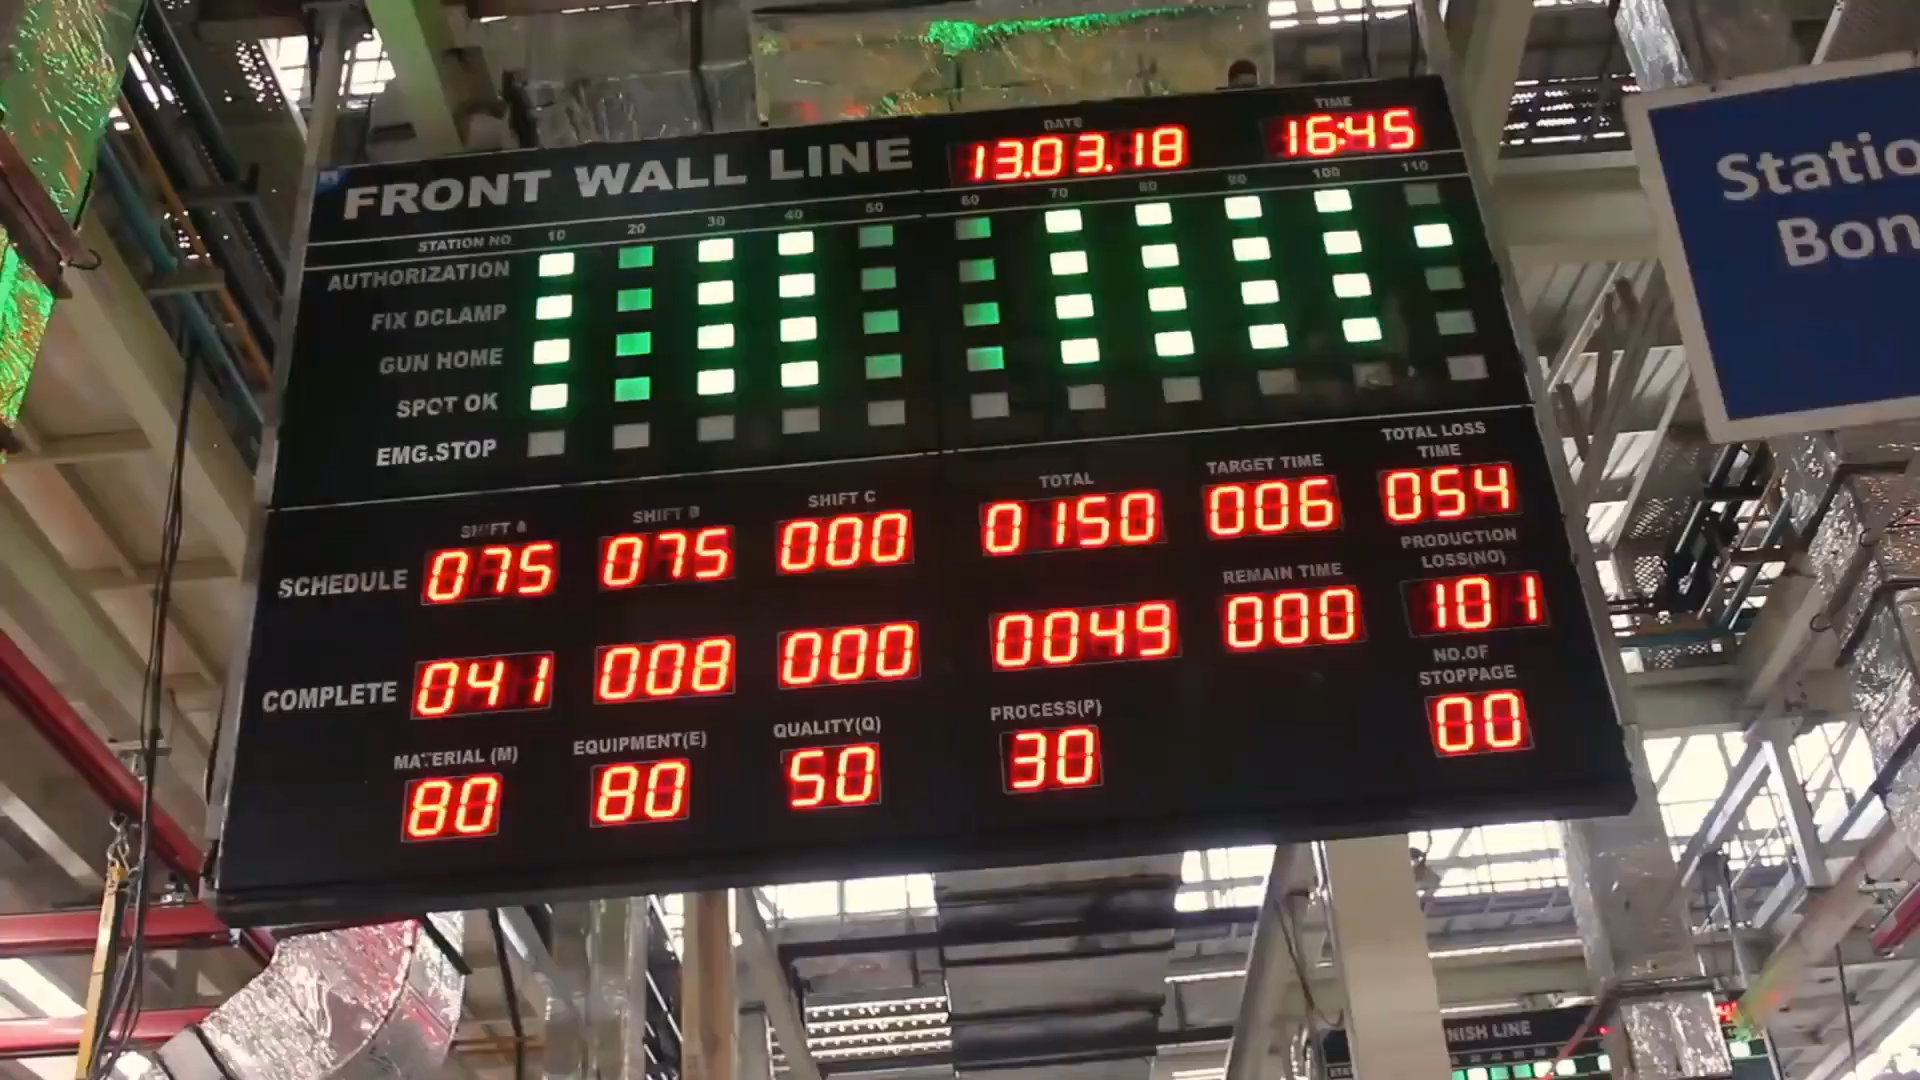 FRONT WALL LINE
DATE
13.03.18
TIME
16:45
STATION NO 10 20 30 40 50 60 70 80 90 100 110
AUTHORIZATION
FIX DCLAMP
GUN HOME
SPOT OK
EMG.STOP
SHIFT A SHIFT B SHIFT C TOTAL TARGET TIME TOTAL LOSS TIME
SCHEDULE 075 075 000 0150 006 054
REMAIN TIME PRODUCTION LOSS(NO)
COMPLETE 041 008 000 0049 000 101
MATERIAL (M) EQUIPMENT(E) QUALITY(Q) PROCESS(P) NO.OF STOPPAGE
80 80 50 30 00
Statio
Bon
NISH LINE